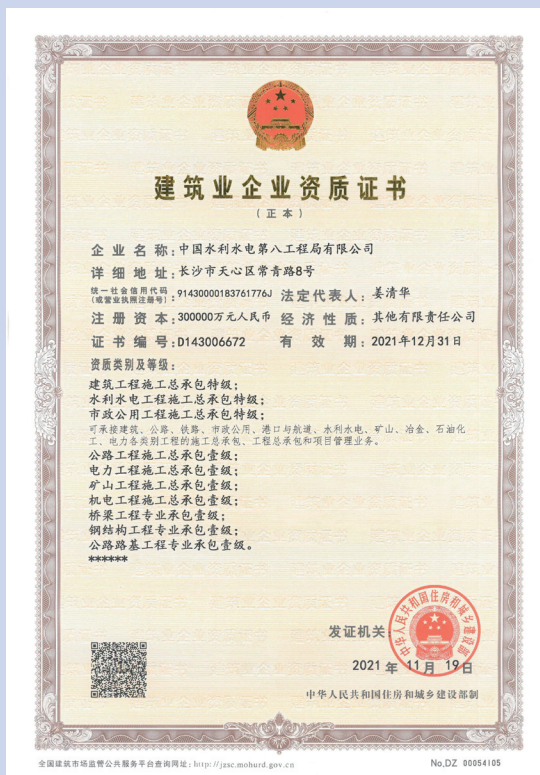 建筑业企业资质证书
(正本)
企业名称:中国水利水电第八工程局有限公司
详细地址:长沙市天心区常青路8号
统一社会信用代码(或营业执照注册号):91430000183761776J 法定代表人:姜清华
注册资本:300000万元人民币 经济性质:其他有限责任公司
证书编号:D143006672 有效期:2021年12月31日
资质类别及等级:
建筑工程施工总承包特级;
水利水电工程施工总承包特级;
市政公用工程施工总承包特级;
可承接建筑、公路、铁路、市政公用、港口与航道、水利水电、矿山、冶金、石油化
工、电力各类别工程的施工总承包、工程总承包和项目管理业务。
公路工程施工总承包壹级;
电力工程施工总承包壹级;
矿山工程施工总承包壹级;
机电工程施工总承包壹级;
桥梁工程专业承包壹级;
钢结构工程专业承包壹级;
公路路基工程专业承包壹级。
******
发证机关:
中华人民共和国住房和城乡建设部
2021年11月19日
中华人民共和国住房和城乡建设部制
全国建筑市场监管公共服务平台查询网址:http://jzsc.mohurd.gov.cn
No.DZ 00054105